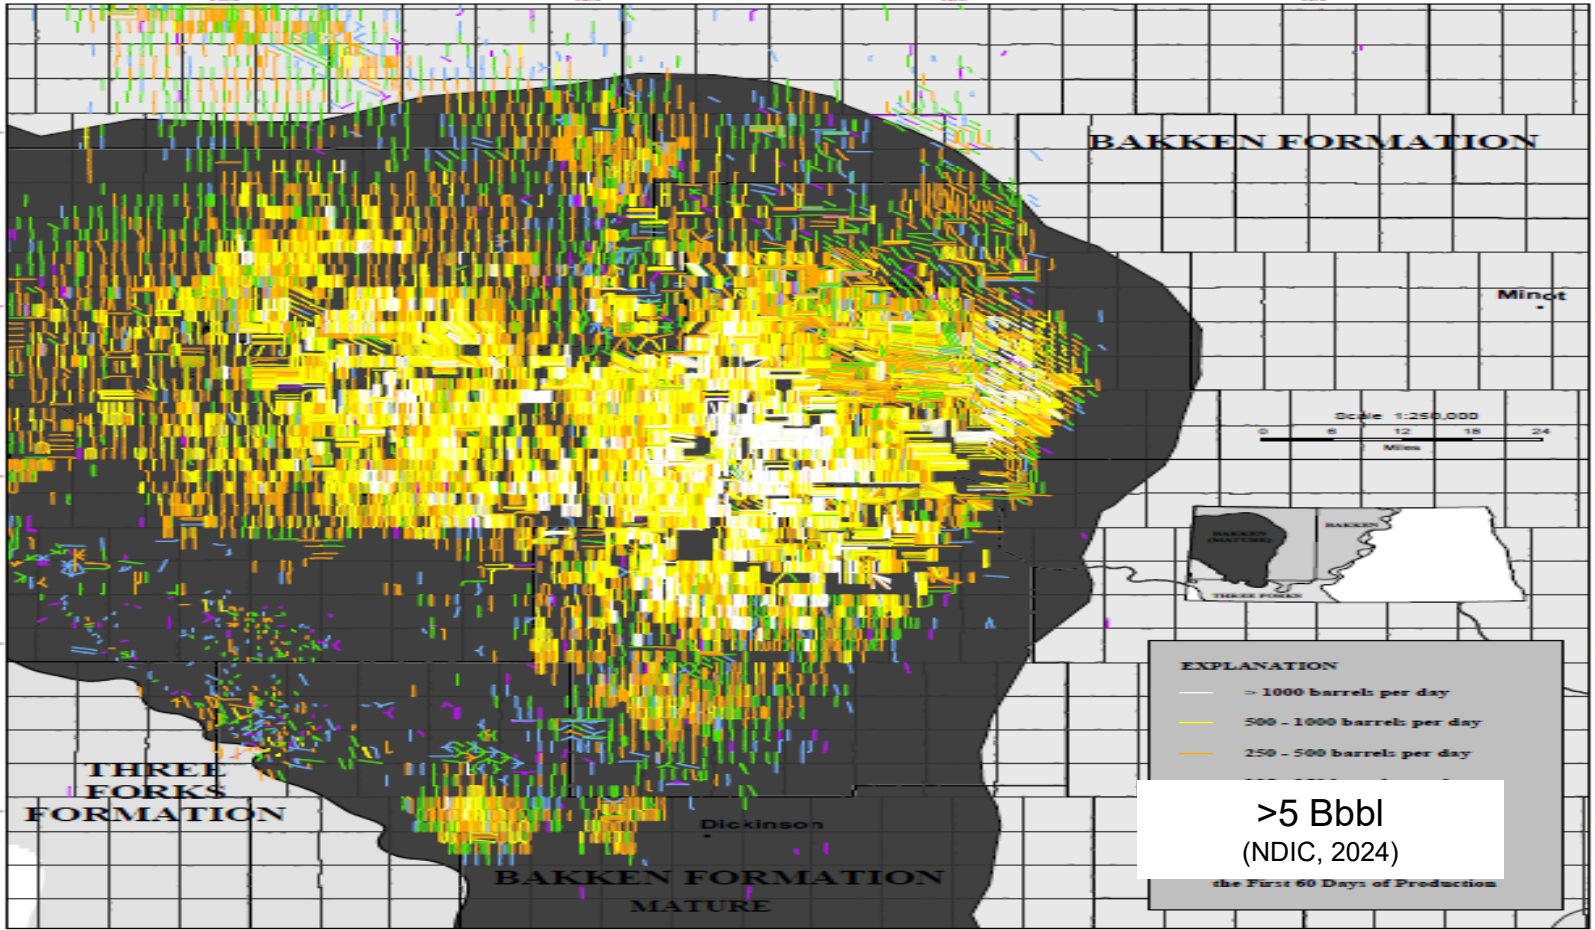 BAKKEN FORMATION
Minot
Scale 1:250,000
0 6 12 18 24
Miles
BAKKEN
(MATURE)
BAKKEN
THREE FORKS
EXPLANATION
> 1000 barrels per day
500 - 1000 barrels per day
250 - 500 barrels per day
>5 Bbbl
(NDIC, 2024)
the First 60 Days of Production
THREE
FORKS
FORMATION
Dickinson
BAKKEN FORMATION
MATURE